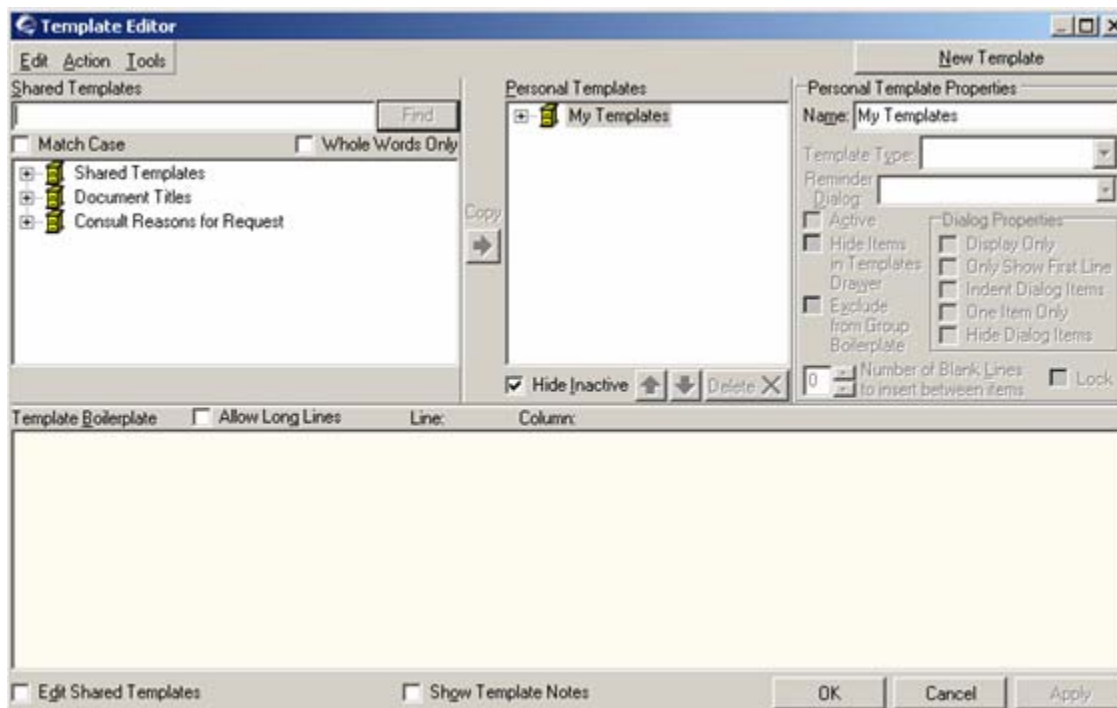 Template Editor
Edit Action Tools
New Template
Shared Templates
Find
Match Case
Whole Words Only
Shared Templates
Document Titles
Consult Reasons for Request
Copy
Personal Templates
My Templates
Hide Inactive
Delete
Personal Template Properties
Name: My Templates
Template Type:
Reminder
Dialog:
Active
Hide Items
in Templates
Drawer
Exclude
from Group
Boilerplate
Dialog Properties
Display Only
Only Show First Line
Indent Dialog Items
One Item Only
Hide Dialog Items
0
Number of Blank Lines
to insert between items
Lock
Template Boilerplate
Allow Long Lines
Line:
Column:
Edit Shared Templates
Show Template Notes
OK
Cancel
Apply